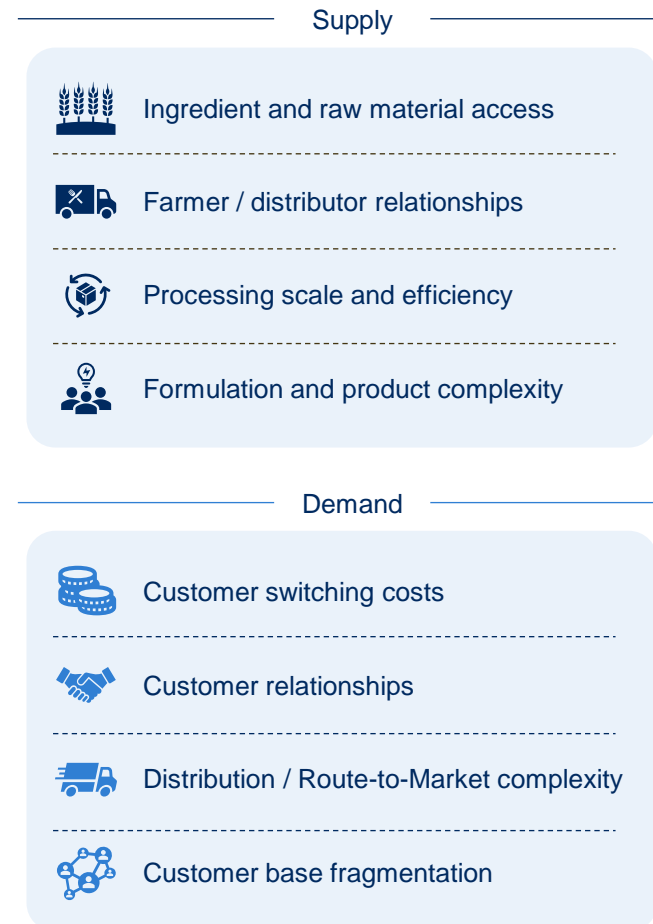 Supply
Ingredient and raw material access
Farmer / distributor relationships
Processing scale and efficiency
Formulation and product complexity
Demand
Customer switching costs
Customer relationships
Distribution / Route-to-Market complexity
Customer base fragmentation